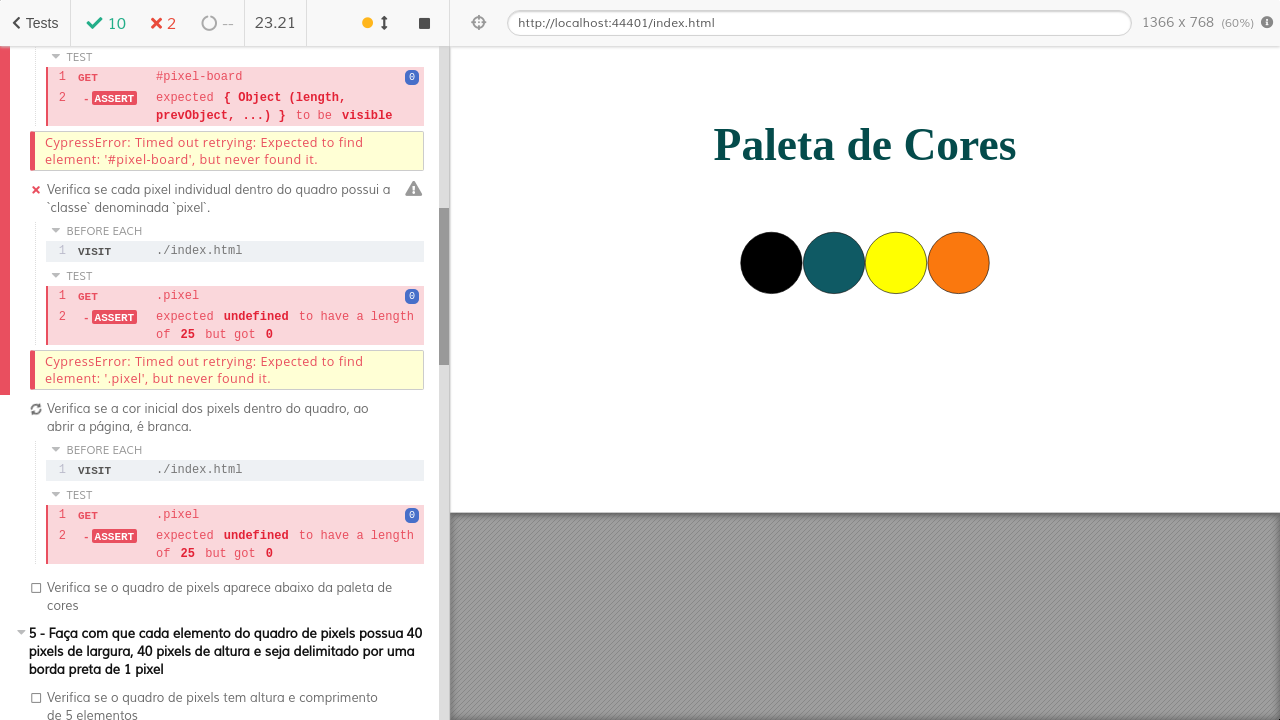 Tests
10
2
--
23.21
http://localhost:44401/index.html
1366 x 768 (60%)
TEST
1 GET #pixel-board 0
2 - ASSERT expected { Object (length,
prevObject, ...) } to be visible
CypressError: Timed out retrying: Expected to find
element: '#pixel-board', but never found it.
Verifica se cada pixel individual dentro do quadro possui a
`classe` denominada `pixel`.
BEFORE EACH
1 VISIT ./index.html
TEST
1 GET .pixel 0
2 - ASSERT expected undefined to have a length
of 25 but got 0
CypressError: Timed out retrying: Expected to find
element: '.pixel', but never found it.
Verifica se a cor inicial dos pixels dentro do quadro, ao
abrir a página, é branca.
BEFORE EACH
1 VISIT ./index.html
TEST
1 GET .pixel 0
2 - ASSERT expected undefined to have a length
of 25 but got 0
Verifica se o quadro de pixels aparece abaixo da paleta de
cores
5 - Faça com que cada elemento do quadro de pixels possua 40
pixels de largura, 40 pixels de altura e seja delimitado por uma
borda preta de 1 pixel
Verifica se o quadro de pixels tem altura e comprimento
de 5 elementos
Paleta de Cores